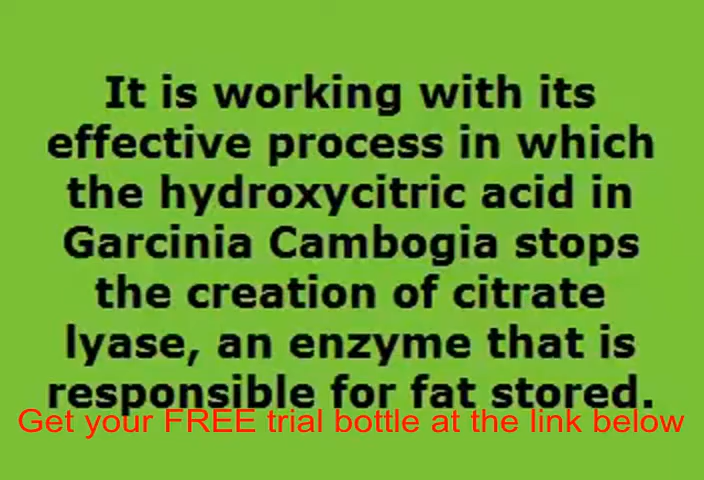 It is working with its
effective process in which
the hydroxycitric acid in
Garcinia Cambogia stops
the creation of citrate
lyase, an enzyme that is
responsible for fat stored.
Get your FREE trial bottle at the link below